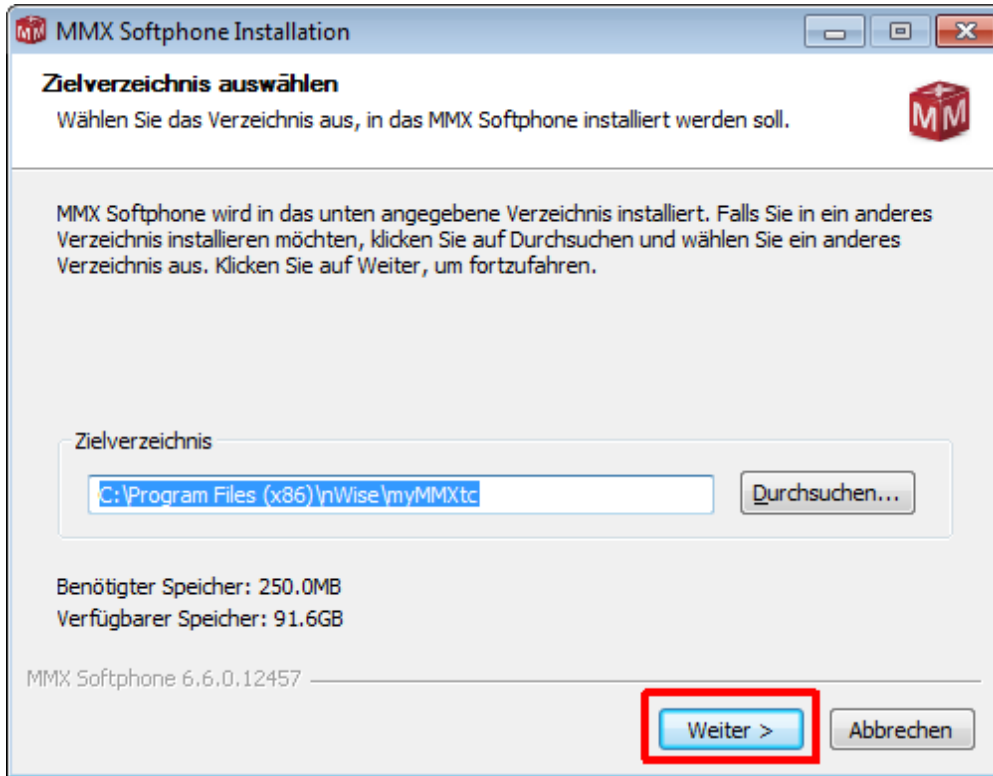 MMX Softphone Installation
Zielverzeichnis auswählen
Wählen Sie das Verzeichnis aus, in das MMX Softphone installiert werden soll.
MM
MMX Softphone wird in das unten angegebene Verzeichnis installiert. Falls Sie in ein anderes
Verzeichnis installieren möchten, klicken Sie auf Durchsuchen und wählen Sie ein anderes
Verzeichnis aus. Klicken Sie auf Weiter, um fortzufahren.
Zielverzeichnis
C:\Program Files (x86)\nWise\myMMXtc
Durchsuchen...
Benötigter Speicher: 250.0MB
Verfügbarer Speicher: 91.6GB
MMX Softphone 6.6.0.12457
Weiter >
Abbrechen